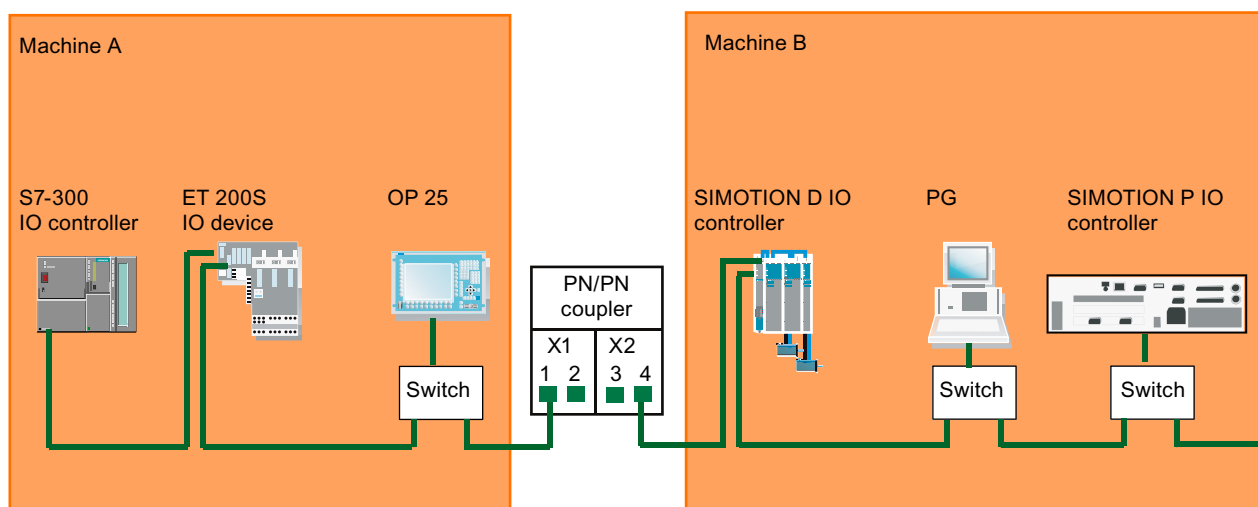 Machine A
Machine B
S7-300
IO controller
ET 200S
IO device
OP 25
SIMOTION D IO
controller
PG
SIMOTION P IO
controller
PN/PN
coupler
X1 X2
1 2 3 4
Switch
Switch
Switch